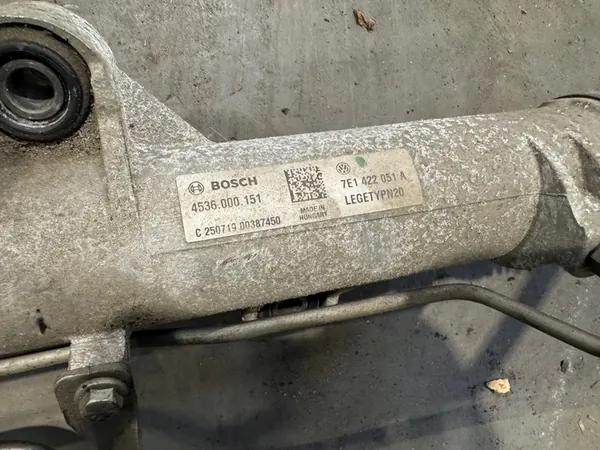 BOSCH
4536.000.151
C 250719 00387450
MADE IN
HUNGARY
7E1 422 051 A
LEGETYPN20